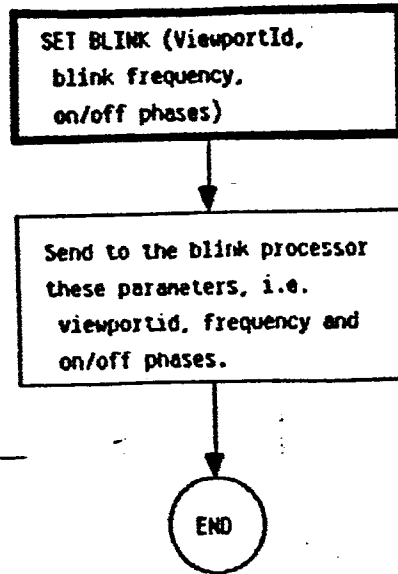 SET BLINK (ViewportId,
blink frequency,
on/off phases)
Send to the blink processor
these parameters, i.e.
viewportid, frequency and
on/off phases.
END